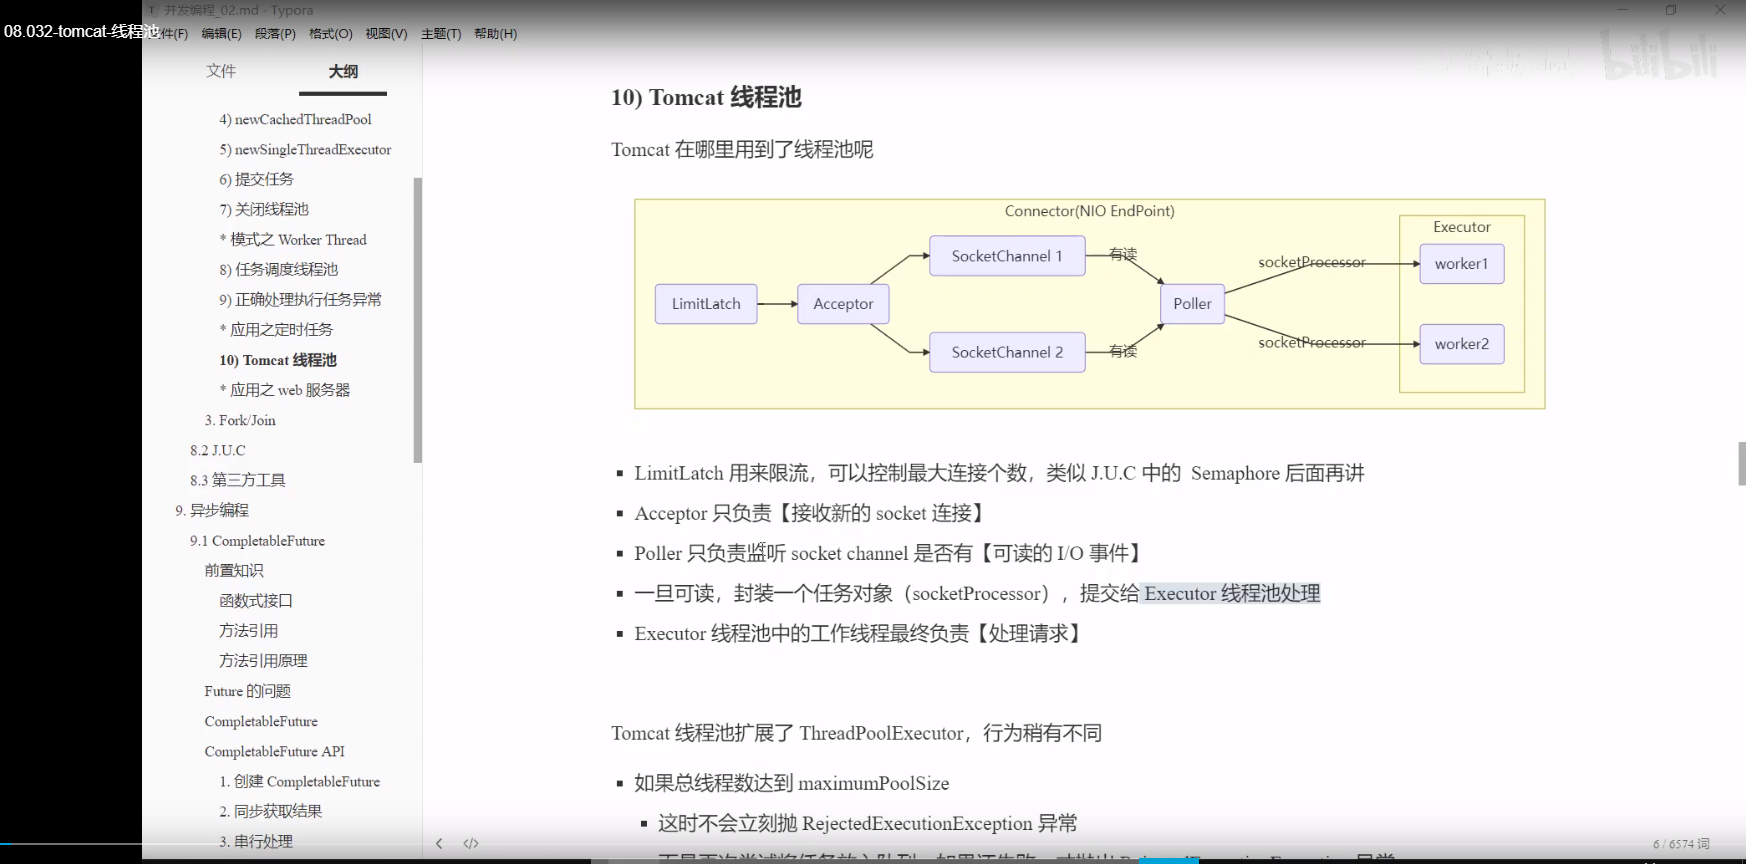 并发编程_02.md - Typora
08.032-tomcat-线程池
件(F) 编辑(E) 段落(P) 格式(O) 视图(V) 主题(T) 帮助(H)
bilibili
文件 大纲
4) newCachedThreadPool
5) newSingleThreadExecutor
6) 提交任务
7) 关闭线程池
* 模式之 Worker Thread
8) 任务调度线程池
9) 正确处理执行任务异常
* 应用之定时任务
10) Tomcat 线程池
* 应用之 web 服务器
3. Fork/Join
8.2 J.U.C
8.3 第三方工具
9. 异步编程
9.1 CompletableFuture
前置知识
函数式接口
方法引用
方法引用原理
Future 的问题
CompletableFuture
CompletableFuture API
1. 创建 CompletableFuture
2. 同步获取结果
3. 串行处理
10) Tomcat 线程池
Tomcat 在哪里用到了线程池呢
Connector(NIO EndPoint)
Executor
LimitLatch
Acceptor
SocketChannel 1
有读
SocketChannel 2
有读
Poller
socketProcessor
worker1
socketProcessor
worker2
▪ LimitLatch 用来限流，可以控制最大连接个数，类似 J.U.C 中的 Semaphore 后面再讲
▪ Acceptor 只负责【接收新的 socket 连接】
▪ Poller 只负责监听 socket channel 是否有【可读的 I/O 事件】
▪ 一旦可读，封装一个任务对象（socketProcessor），提交给 Executor 线程池处理
▪ Executor 线程池中的工作线程最终负责【处理请求】
Tomcat 线程池扩展了 ThreadPoolExecutor，行为稍有不同
▪ 如果总线程数达到 maximumPoolSize
▪ 这时不会立刻抛 RejectedExecutionException 异常
6 / 6574 词